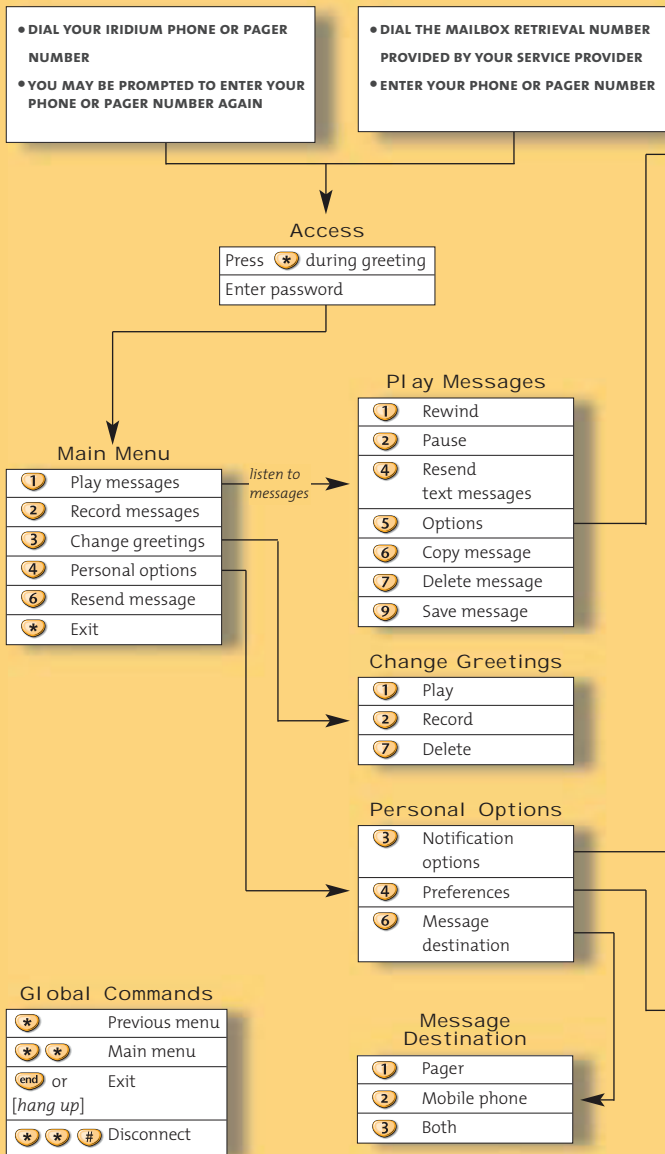 • DIAL YOUR IRIDIUM PHONE OR PAGER
NUMBER
• YOU MAY BE PROMPTED TO ENTER YOUR
PHONE OR PAGER NUMBER AGAIN
• DIAL THE MAILBOX RETRIEVAL NUMBER
PROVIDED BY YOUR SERVICE PROVIDER
• ENTER YOUR PHONE OR PAGER NUMBER
Access
Press * during greeting
Enter password
Main Menu
1 Play messages
2 Record messages
3 Change greetings
4 Personal options
6 Resend message
* Exit
listen to
messages
Play Messages
1 Rewind
2 Pause
4 Resend
text messages
5 Options
6 Copy message
7 Delete message
9 Save message
Change Greetings
1 Play
2 Record
7 Delete
Personal Options
3 Notification
options
4 Preferences
6 Message
destination
Global Commands
* Previous menu
* * Main menu
end or Exit
[hang up]
* * # Disconnect
Message
Destination
1 Pager
2 Mobile phone
3 Both